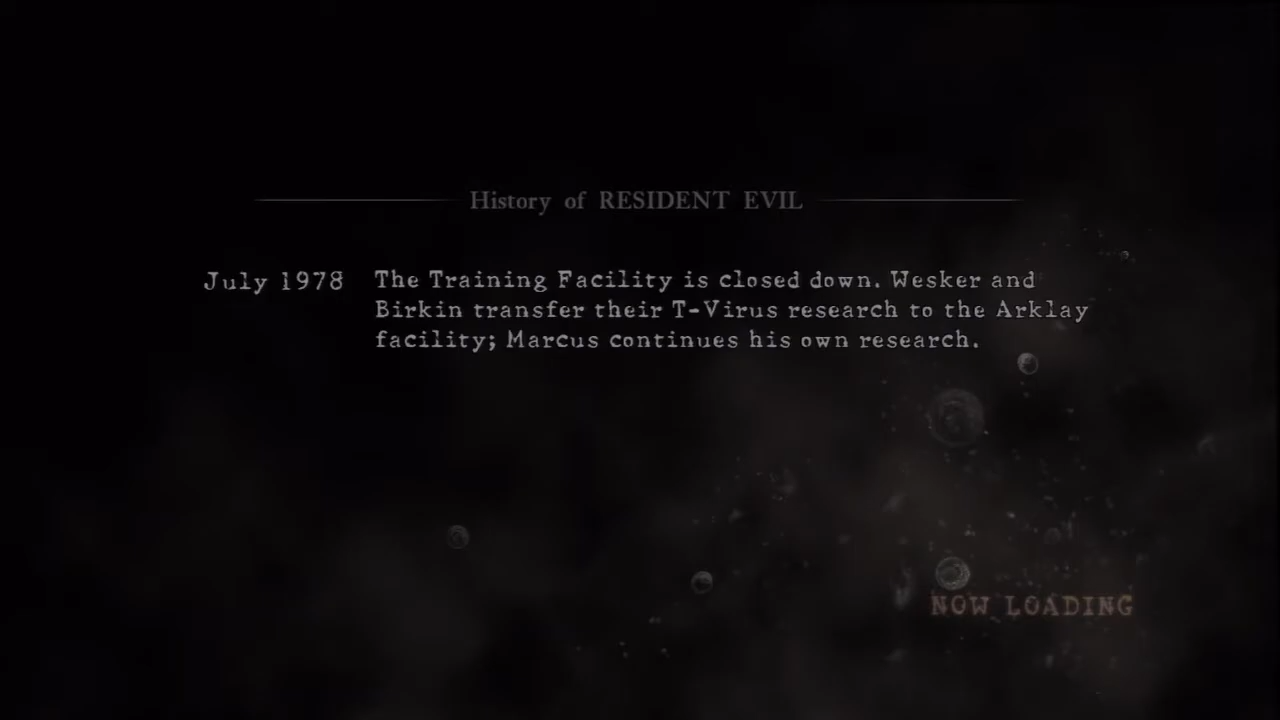 History of RESIDENT EVIL
July 1978 The Training Facility is closed down. Wesker and
Birkin transfer their T-Virus research to the Arklay
facility; Marcus continues his own research.
NOW LOADING